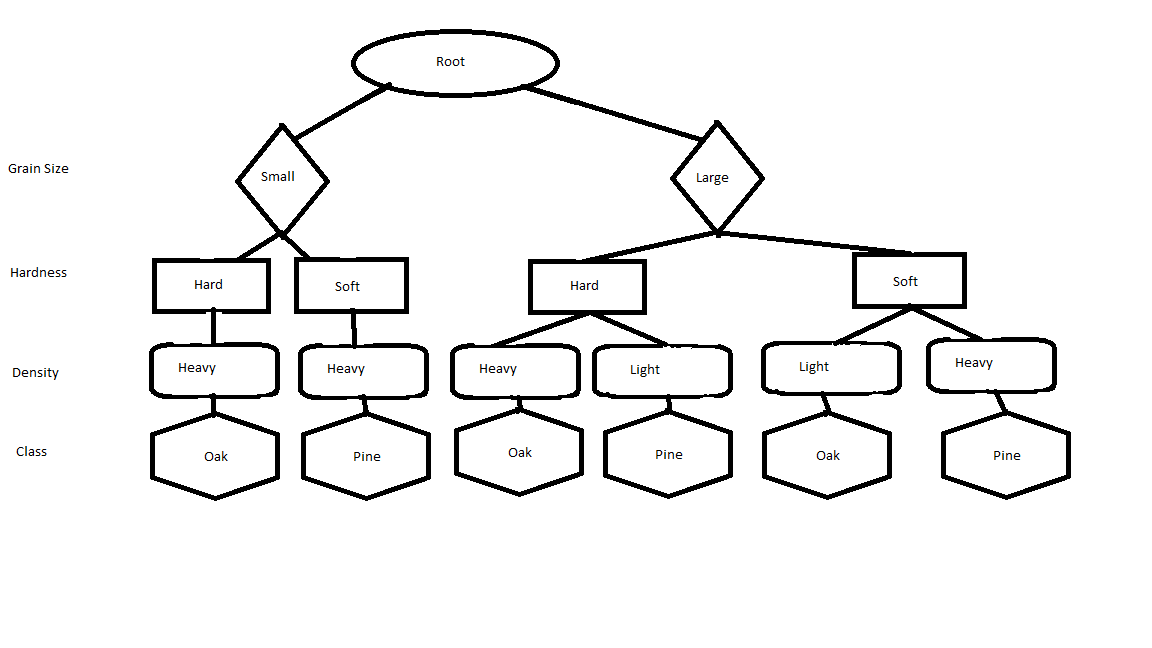 Root
Grain Size
Small
Large
Hardness
Hard
Soft
Hard
Soft
Density
Heavy
Heavy
Heavy
Light
Light
Heavy
Class
Oak
Pine
Oak
Pine
Oak
Pine